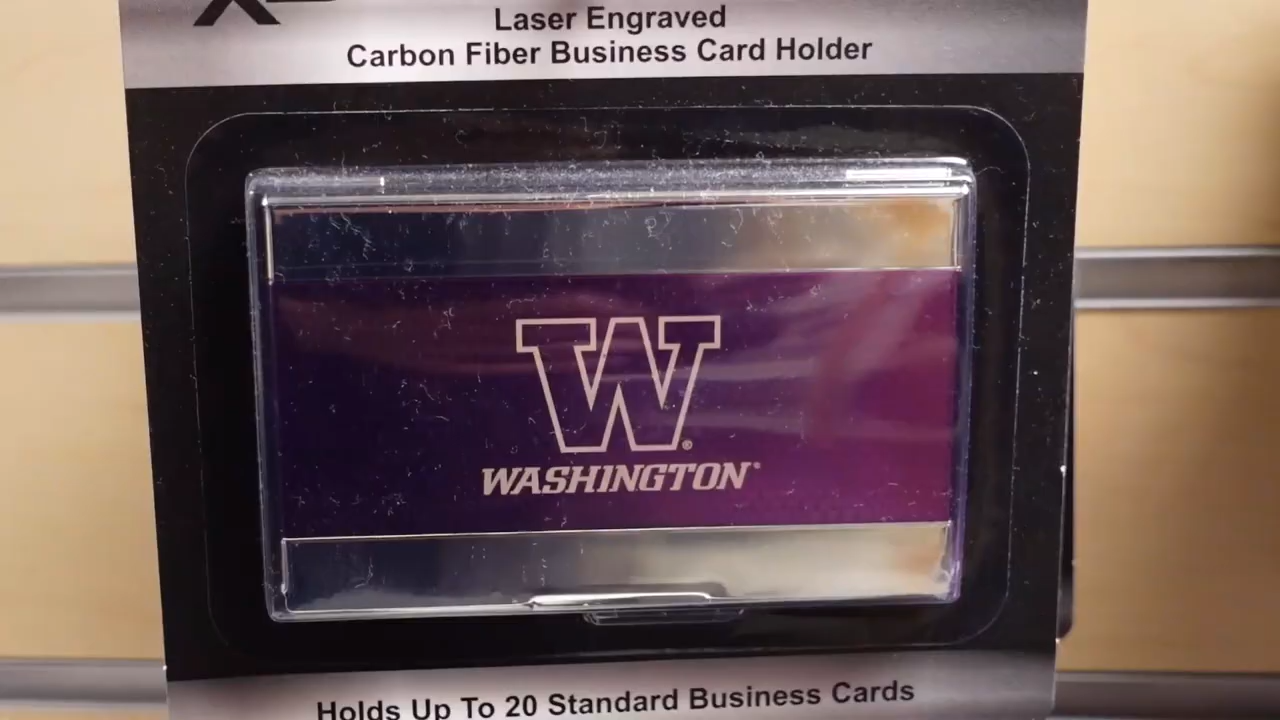 Laser Engraved
Carbon Fiber Business Card Holder
W®
WASHINGTON®
Holds Up To 20 Standard Business Cards